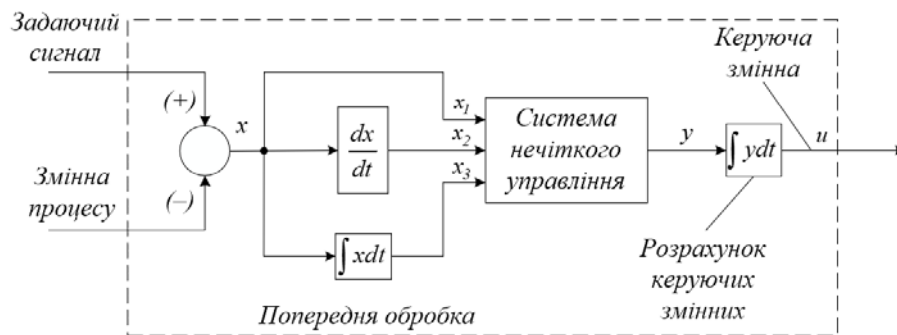 Задаючий
сигнал
(+)
Змінна
процесу
(–)
x
dx
dt
∫xdt
x1
x2
x3
Система
нечіткого
управління
y
∫ydt
u
Керуюча
змінна
Розрахунок
керуючих
змінних
Попередня обробка